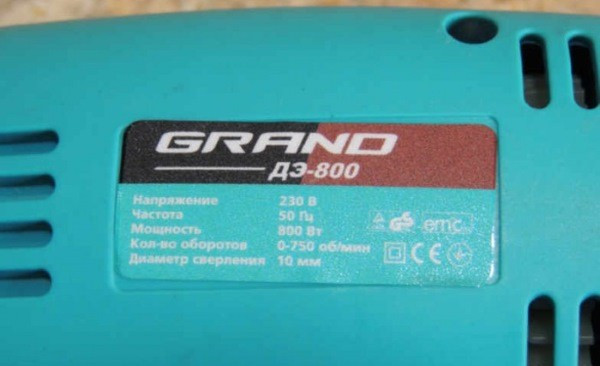 GRAND
ДЭ-800
Напряжение 230 В
Частота 50 Гц
Мощность 800 Вт
Кол-во оборотов 0-750 об/мин
Диаметр сверления 10 мм
GS emc
CE